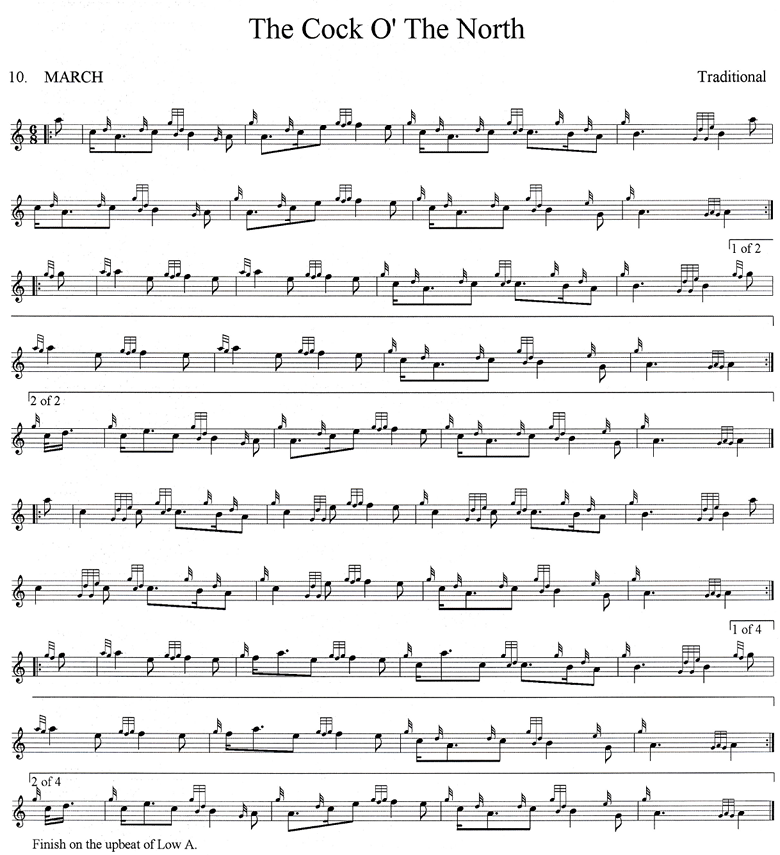 The Cock O' The North
10. MARCH Traditional
6
8
1 of 2
2 of 2
1 of 4
2 of 4
Finish on the upbeat of Low A.